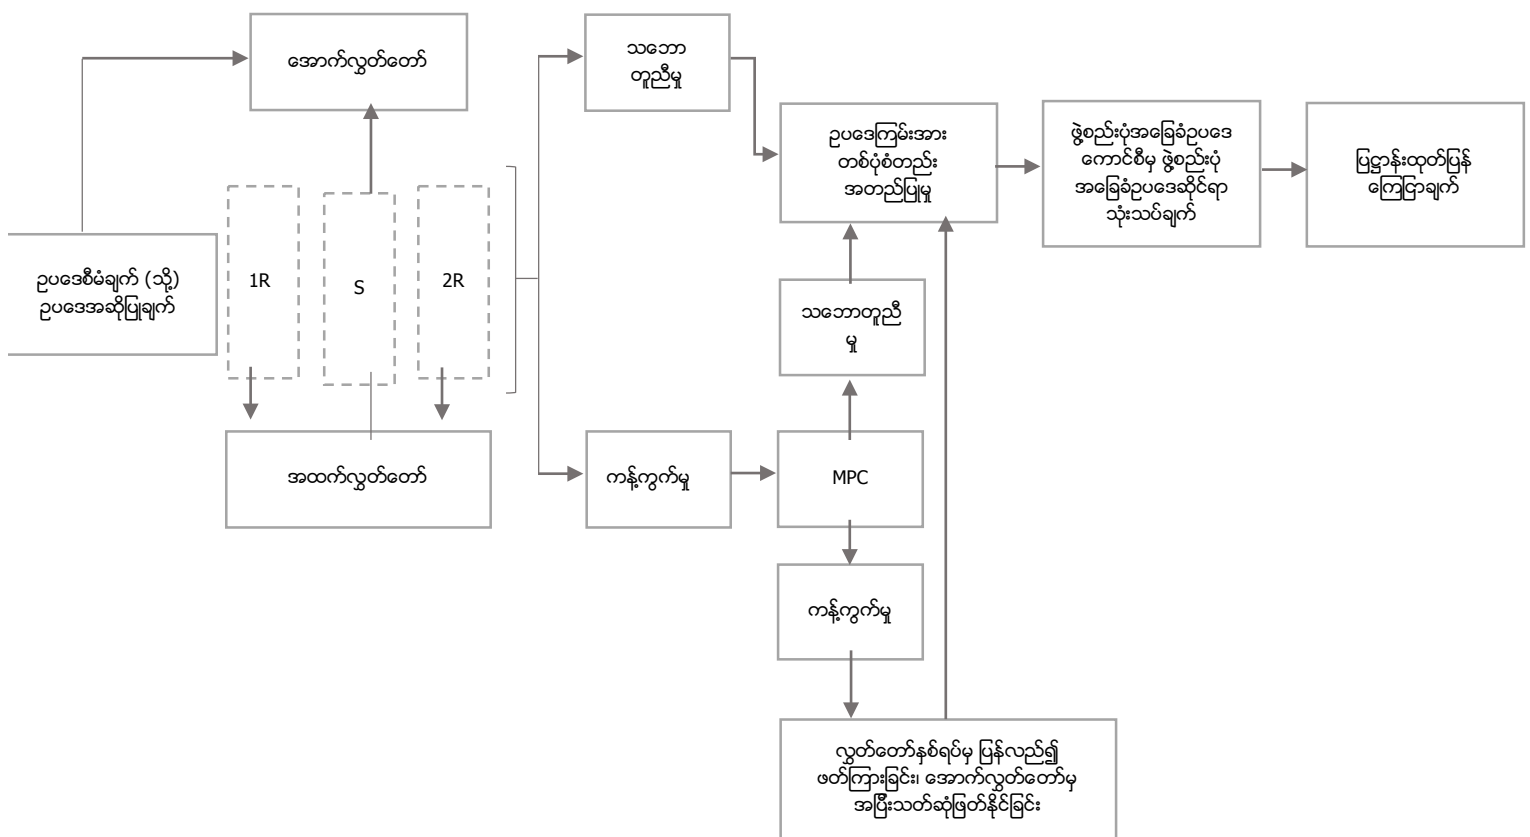 အောက်လွှတ်တော်
သဘော
တူညီမှု
ဥပဒေကြမ်းအား
တစ်ပုံစံတည်း
အတည်ပြုမှု
ဖွဲ့စည်းပုံအခြေခံဥပဒေ
ကောင်စီမှ ဖွဲ့စည်းပုံ
အခြေခံဥပဒေဆိုင်ရာ
သုံးသပ်ချက်
ပြဋ္ဌာန်းထုတ်ပြန်
ကြေငြာချက်
ဥပဒေစီမံချက် (သို့)
ဥပဒေအဆိုပြုချက်
1R
S
2R
သဘောတူညီ
မှု
အထက်လွှတ်တော်
ကန့်ကွက်မှု
MPC
ကန့်ကွက်မှု
လွှတ်တော်နှစ်ရပ်မှ ပြန်လည်၍
ဖတ်ကြားခြင်း၊ အောက်လွှတ်တော်မှ
အပြီးသတ်ဆုံးဖြတ်နိုင်ခြင်း